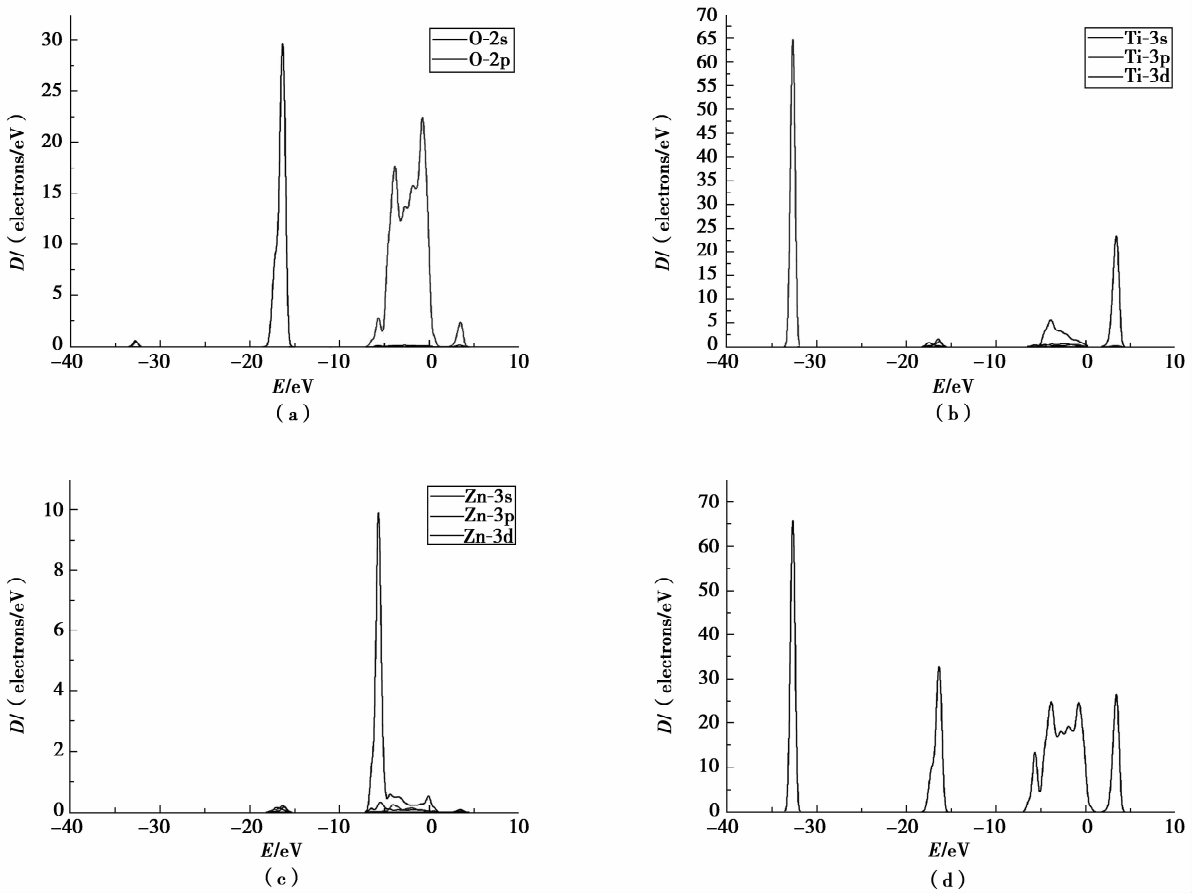 O-2s
O-2p
30
25
20
15
10
5
0
D/(electrons/eV)
−40 −30 −20 −10 0 10
E/eV
(a)
Ti-3s
Ti-3p
Ti-3d
70
65
60
55
50
45
40
35
30
25
20
15
10
5
0
D/(electrons/eV)
−40 −30 −20 −10 0 10
E/eV
(b)
Zn-3s
Zn-3p
Zn-3d
10
8
6
4
2
0
D/(electrons/eV)
−40 −30 −20 −10 0 10
E/eV
(c)
70
60
50
40
30
20
10
0
D/(electrons/eV)
−40 −30 −20 −10 0 10
E/eV
(d)